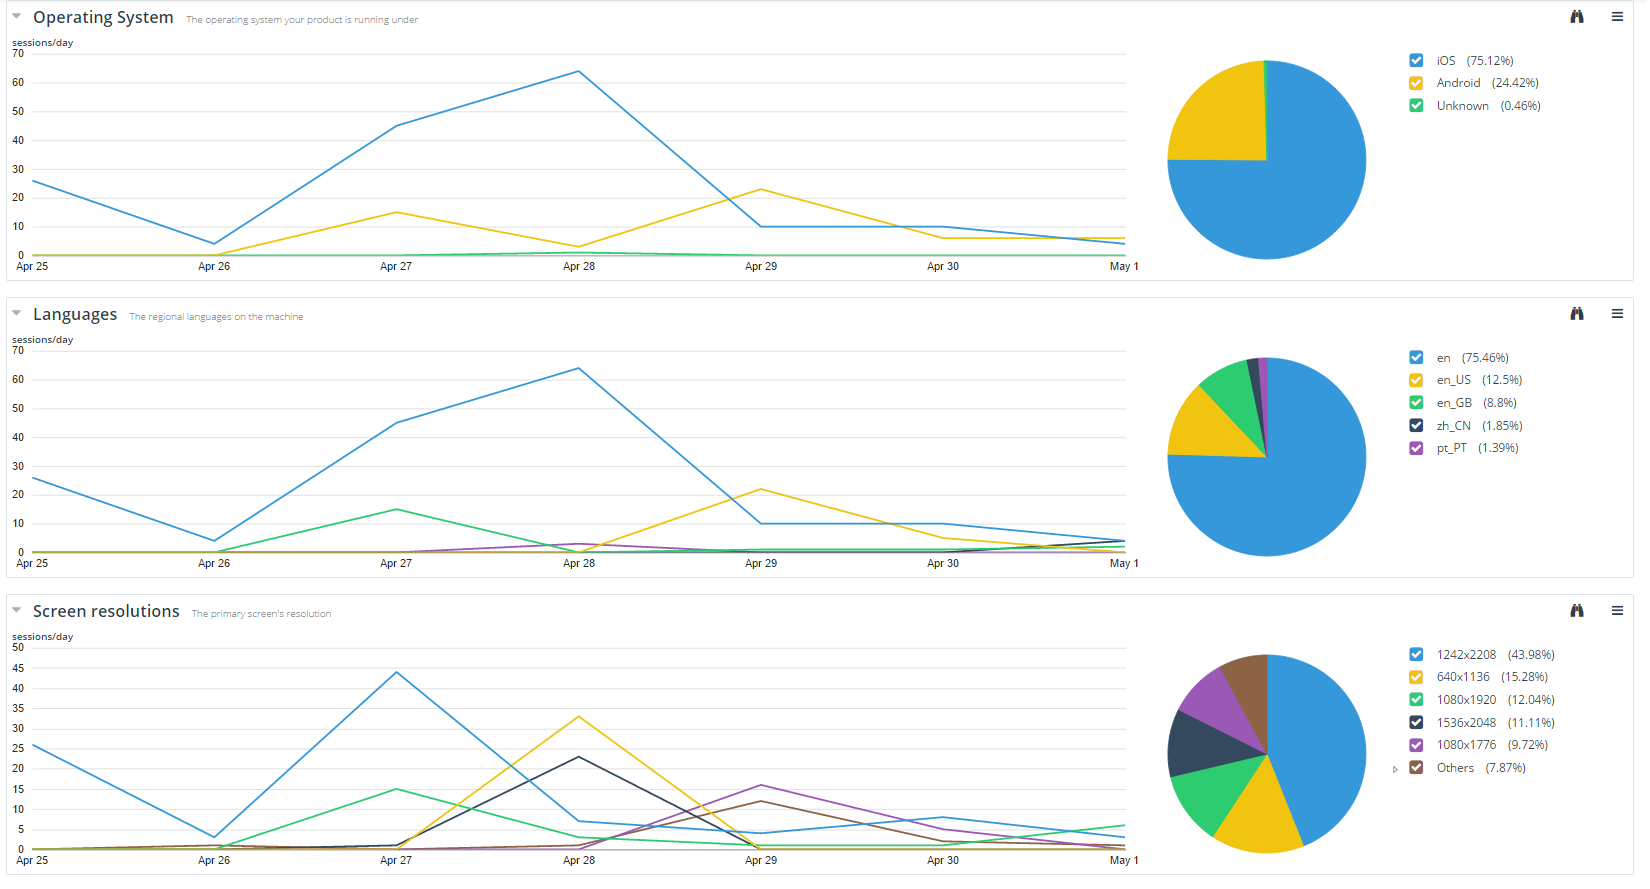 Operating System The operating system your product is running under
sessions/day
70
60
50
40
30
20
10
0
Apr 25 Apr 26 Apr 27 Apr 28 Apr 29 Apr 30 May 1
iOS (75.12%)
Android (24.42%)
Unknown (0.46%)
Languages The regional languages on the machine
sessions/day
70
60
50
40
30
20
10
0
Apr 25 Apr 26 Apr 27 Apr 28 Apr 29 Apr 30 May 1
en (75.46%)
en_US (12.5%)
en_GB (8.8%)
zh_CN (1.85%)
pt_PT (1.39%)
Screen resolutions The primary screen's resolution
sessions/day
50
45
40
35
30
25
20
15
10
5
0
Apr 25 Apr 26 Apr 27 Apr 28 Apr 29 Apr 30 May 1
1242x2208 (43.98%)
640x1136 (15.28%)
1080x1920 (12.04%)
1536x2048 (11.11%)
1080x1776 (9.72%)
Others (7.87%)